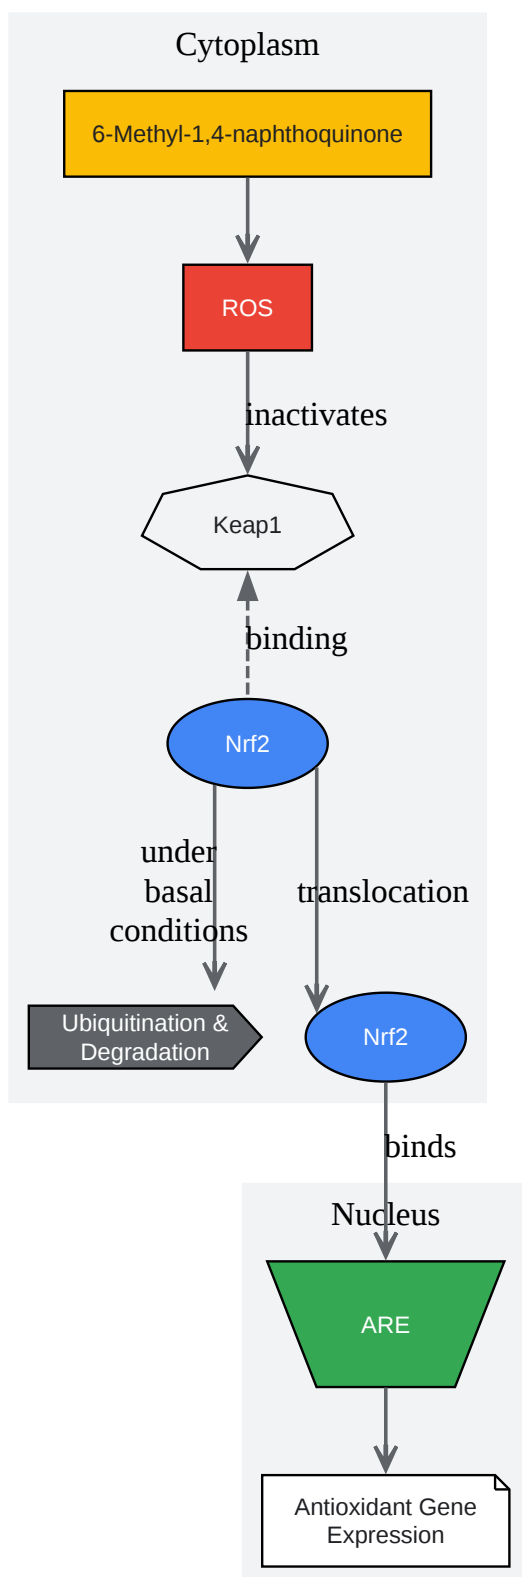 Cytoplasm
6-Methyl-1,4-naphthoquinone
ROS
inactivates
Keap1
binding
Nrf2
under
basal
conditions
translocation
Ubiquitination &
Degradation
Nrf2
binds
Nucleus
ARE
Antioxidant Gene
Expression